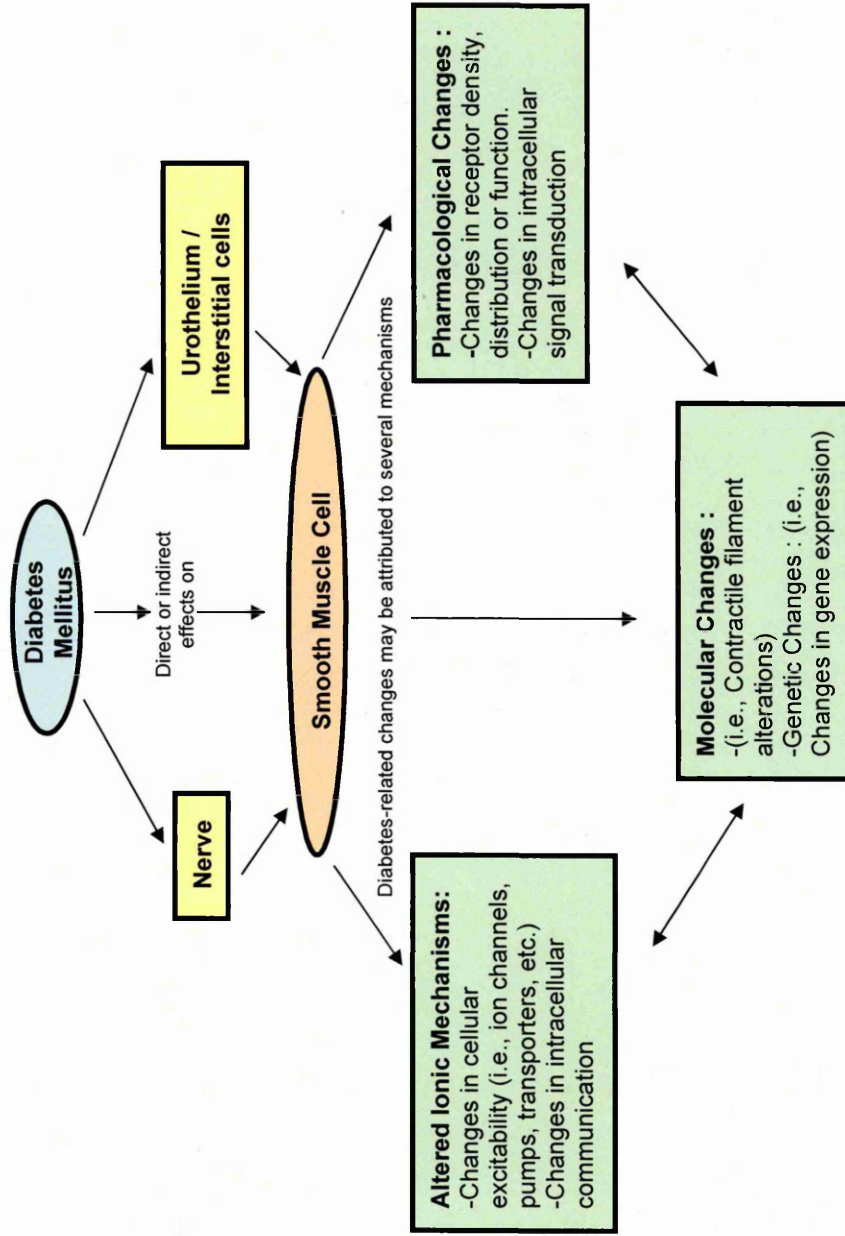 Diabetes
Mellitus
Direct or indirect
effects on
Nerve
Urothelium /
Interstitial cells
Smooth Muscle Cell
Diabetes-related changes may be attributed to several mechanisms
Altered Ionic Mechanisms:
-Changes in cellular
excitability (i.e., ion channels,
pumps, transporters, etc.)
-Changes in intracellular
communication
Molecular Changes :
-(i.e., Contractile filament
alterations)
-Genetic Changes : (i.e.,
Changes in gene expression)
Pharmacological Changes :
-Changes in receptor density,
distribution or function.
-Changes in intracellular
signal transduction